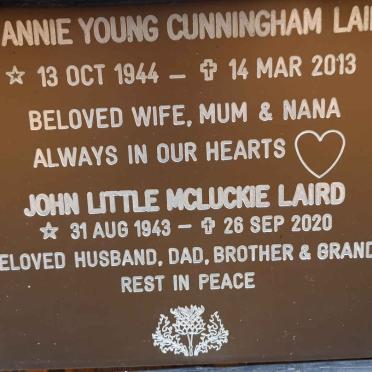 ANNIE YOUNG CUNNINGHAM LAI
13 OCT 1944 – 14 MAR 2013
BELOVED WIFE, MUM & NANA
ALWAYS IN OUR HEARTS
JOHN LITTLE MCLUCKIE LAIRD
31 AUG 1943 – 26 SEP 2020
ELOVED HUSBAND, DAD, BROTHER & GRAND
REST IN PEACE